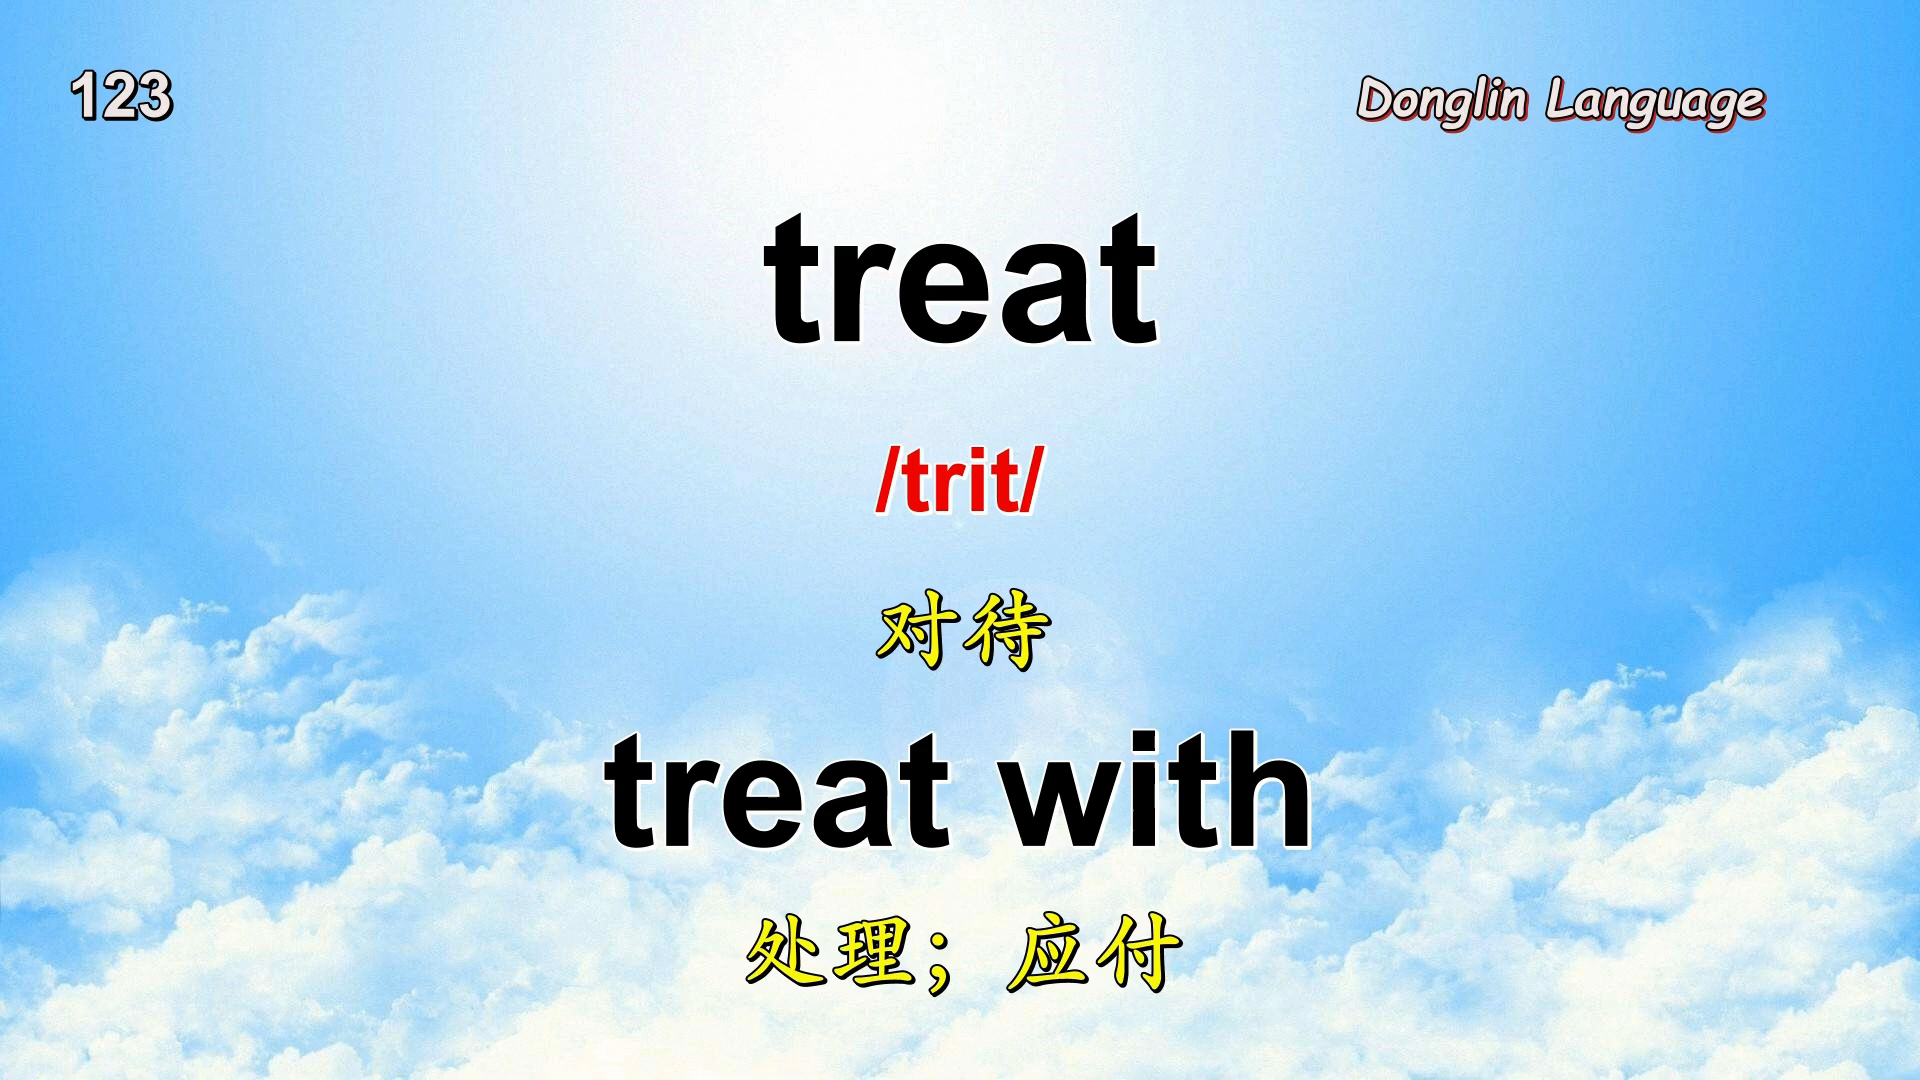 123
Donglin Language
treat
/trit/
对待
treat with
处理；应付